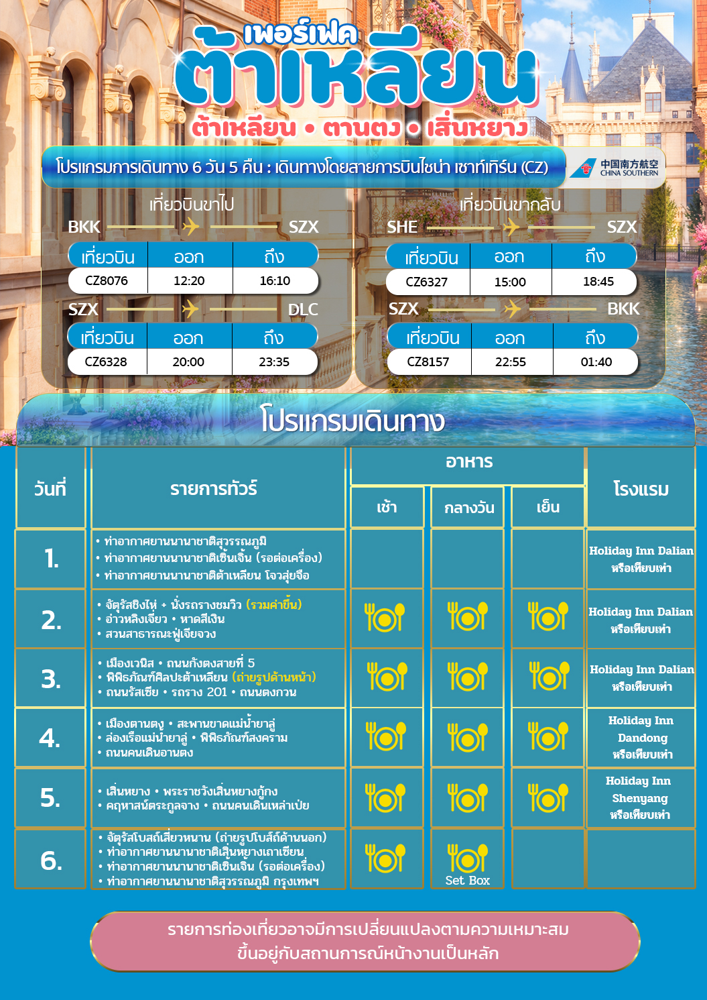 เพอร์เฟค
ต้าเหลียน
ต้าเหลียน • ตานตง • เสิ่นหยาง
โปรแกรมการเดินทาง 6 วัน 5 คืน : เดินทางโดยสายการบินไชน่า เซาท์เทิร์น (CZ)
中国南方航空
CHINA SOUTHERN
เที่ยวบินขาไป
BKK SZX
เที่ยวบิน ออก ถึง
CZ8076 12:20 16:10
SZX DLC
เที่ยวบิน ออก ถึง
CZ6328 20:00 23:35
เที่ยวบินขากลับ
SHE SZX
เที่ยวบิน ออก ถึง
CZ6327 15:00 18:45
SZX BKK
เที่ยวบิน ออก ถึง
CZ8157 22:55 01:40
โปรแกรมเดินทาง
วันที่ รายการทัวร์ อาหาร โรงแรม
เช้า กลางวัน เย็น
1.
• ท่าอากาศยานนานาชาติสุวรรณภูมิ
• ท่าอากาศยานนานาชาติเซิ้นเจิ้น (รอต่อเครื่อง)
• ท่าอากาศยานนานาชาติต้าเหลียน โจวสุ่ยจือ
Holiday Inn Dalian
หรือเทียบเท่า
2.
• จัตุรัสชิงไห่ + นั่งรถรางชมวิว (รวมค่าขึ้น)
• อ่าวหลิงเจี่ยว • หาดสีเงิน
• สวนสาธารณะฟู่เจียจวง
Holiday Inn Dalian
หรือเทียบเท่า
3.
• เมืองเวนิส • ถนนกังตงสายที่ 5
• พิพิธภัณฑ์ศิลปะต้าเหลียน (ถ่ายรูปด้านหน้า)
• ถนนรัสเซีย • รถราง 201 • ถนนตงกวน
Holiday Inn Dalian
หรือเทียบเท่า
4.
• เมืองตานตง • สะพานขาดแม่น้ำยาลู่
• ล่องเรือแม่น้ำยาลู่ • พิพิธภัณฑ์สงคราม
• ถนนคนเดินอานตง
Holiday Inn
Dandong
หรือเทียบเท่า
5.
• เสิ่นหยาง • พระราชวังเสิ่นหยางกู้กง
• คฤหาสน์ตระกูลจาง • ถนนคนเดินเหล่าเป่ย
Holiday Inn
Shenyang
หรือเทียบเท่า
6.
• จัตุรัสโบสถ์เสี่ยวหนาน (ถ่ายรูปโบส์ถ์ด้านนอก)
• ท่าอากาศยานนานาชาติเสิ่นหยางเถาเซียน
• ท่าอากาศยานนานาชาติเซิ้นเจิ้น (รอต่อเครื่อง)
• ท่าอากาศยานนานาชาติสุวรรณภูมิ กรุงเทพฯ
Set Box
รายการท่องเที่ยวอาจมีการเปลี่ยนแปลงตามความเหมาะสม
ขึ้นอยู่กับสถานการณ์หน้างานเป็นหลัก